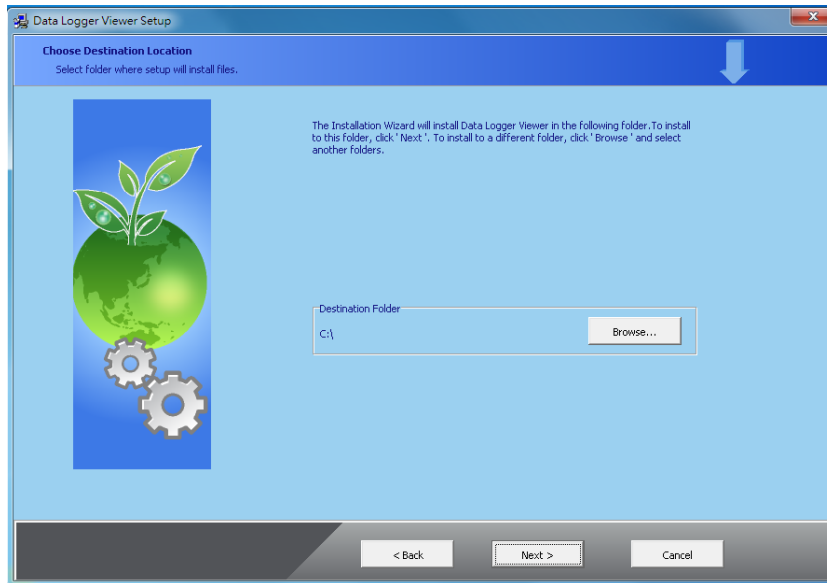 Data Logger Viewer Setup
Choose Destination Location
Select folder where setup will install files.
The Installation Wizard will install Data Logger Viewer in the following folder.To install
to this folder, click ' Next '. To install to a different folder, click ' Browse ' and select
another folders.
Destination Folder
C:\
Browse...
< Back
Next >
Cancel